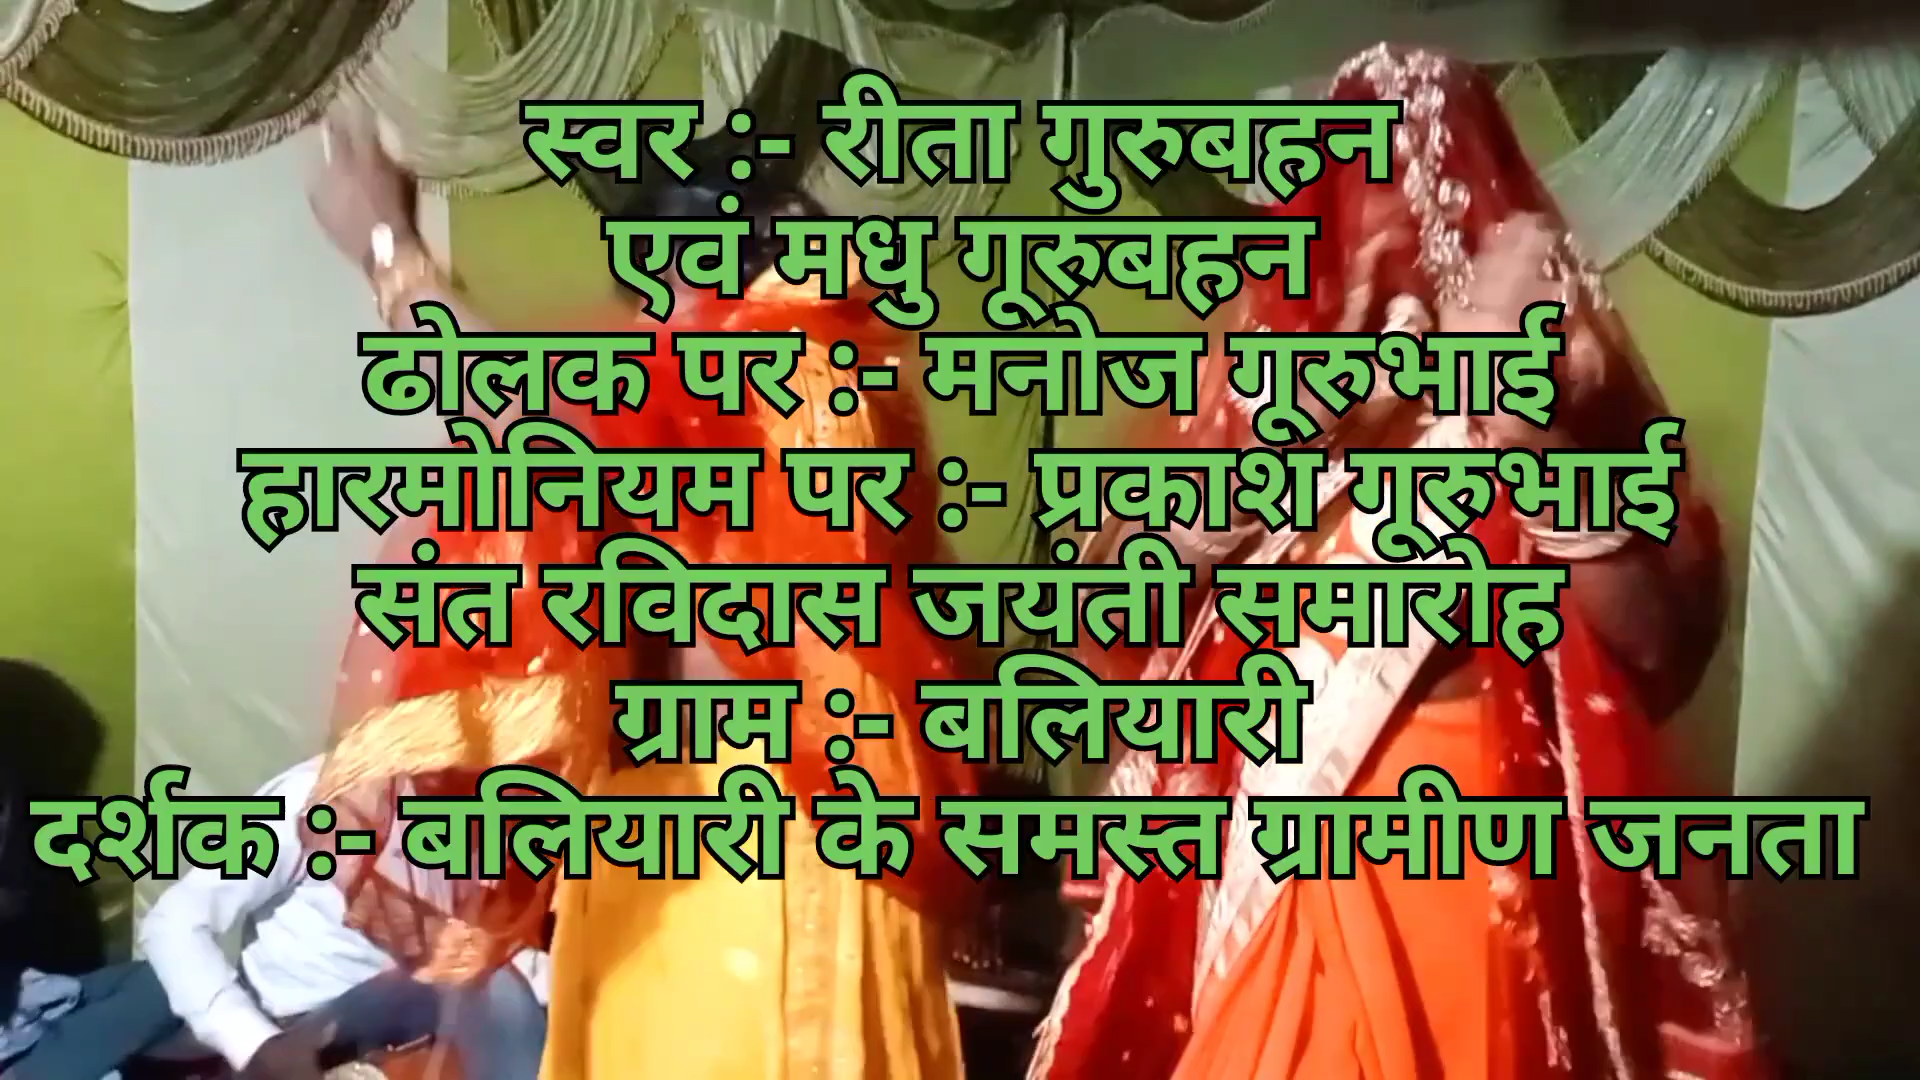 स्वर :- रीता गुरुबहन
एवं मधु गूरुबहन
ढोलक पर :- मनोज गूरुभाई
हारमोनियम पर :- प्रकाश गूरुभाई
संत रविदास जयंती समारोह
ग्राम :- बलियारी
दर्शक :- बलियारी के समस्त ग्रामीण जनता